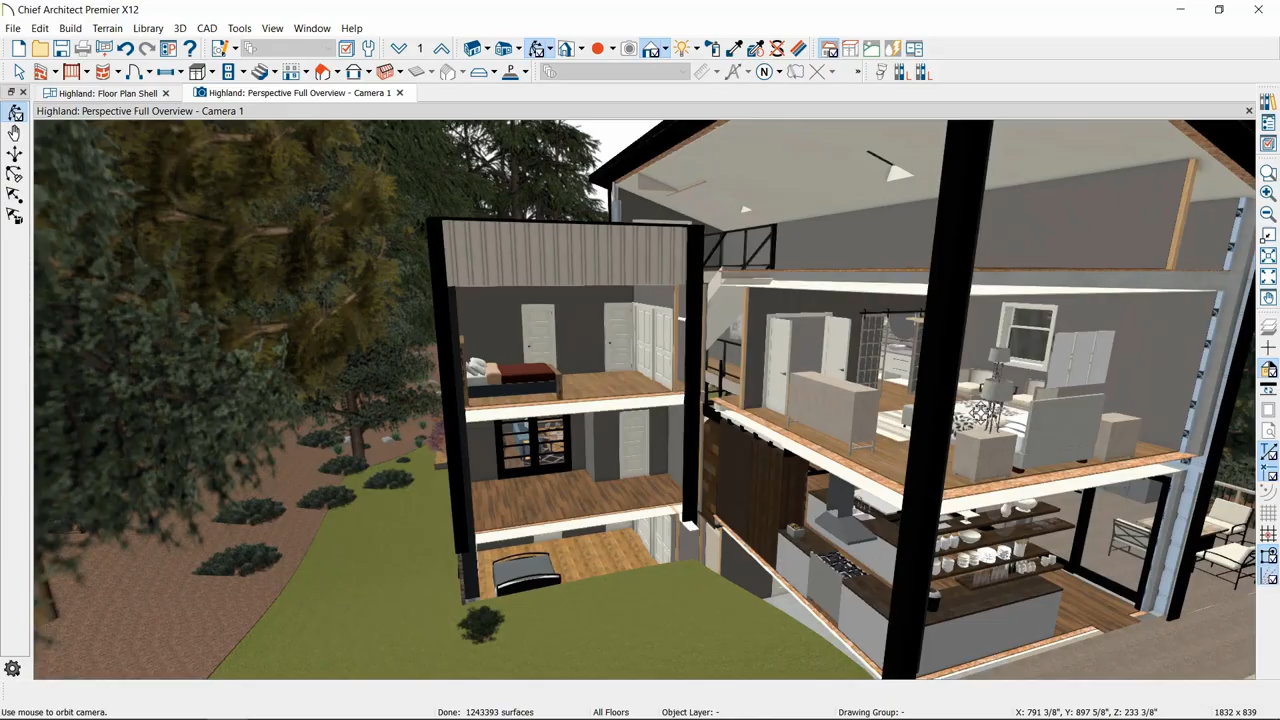 Chief Architect Premier X12
File Edit Build Terrain Library 3D CAD Tools View Window Help
1
N
P
Highland: Floor Plan Shell
Highland: Perspective Full Overview - Camera 1
Highland: Perspective Full Overview - Camera 1
Use mouse to orbit camera.
Done: 1243393 surfaces
All Floors
Object Layer: -
Drawing Group: -
X: 791 3/8", Y: 897 5/8", Z: 233 3/8"
1832 x 839